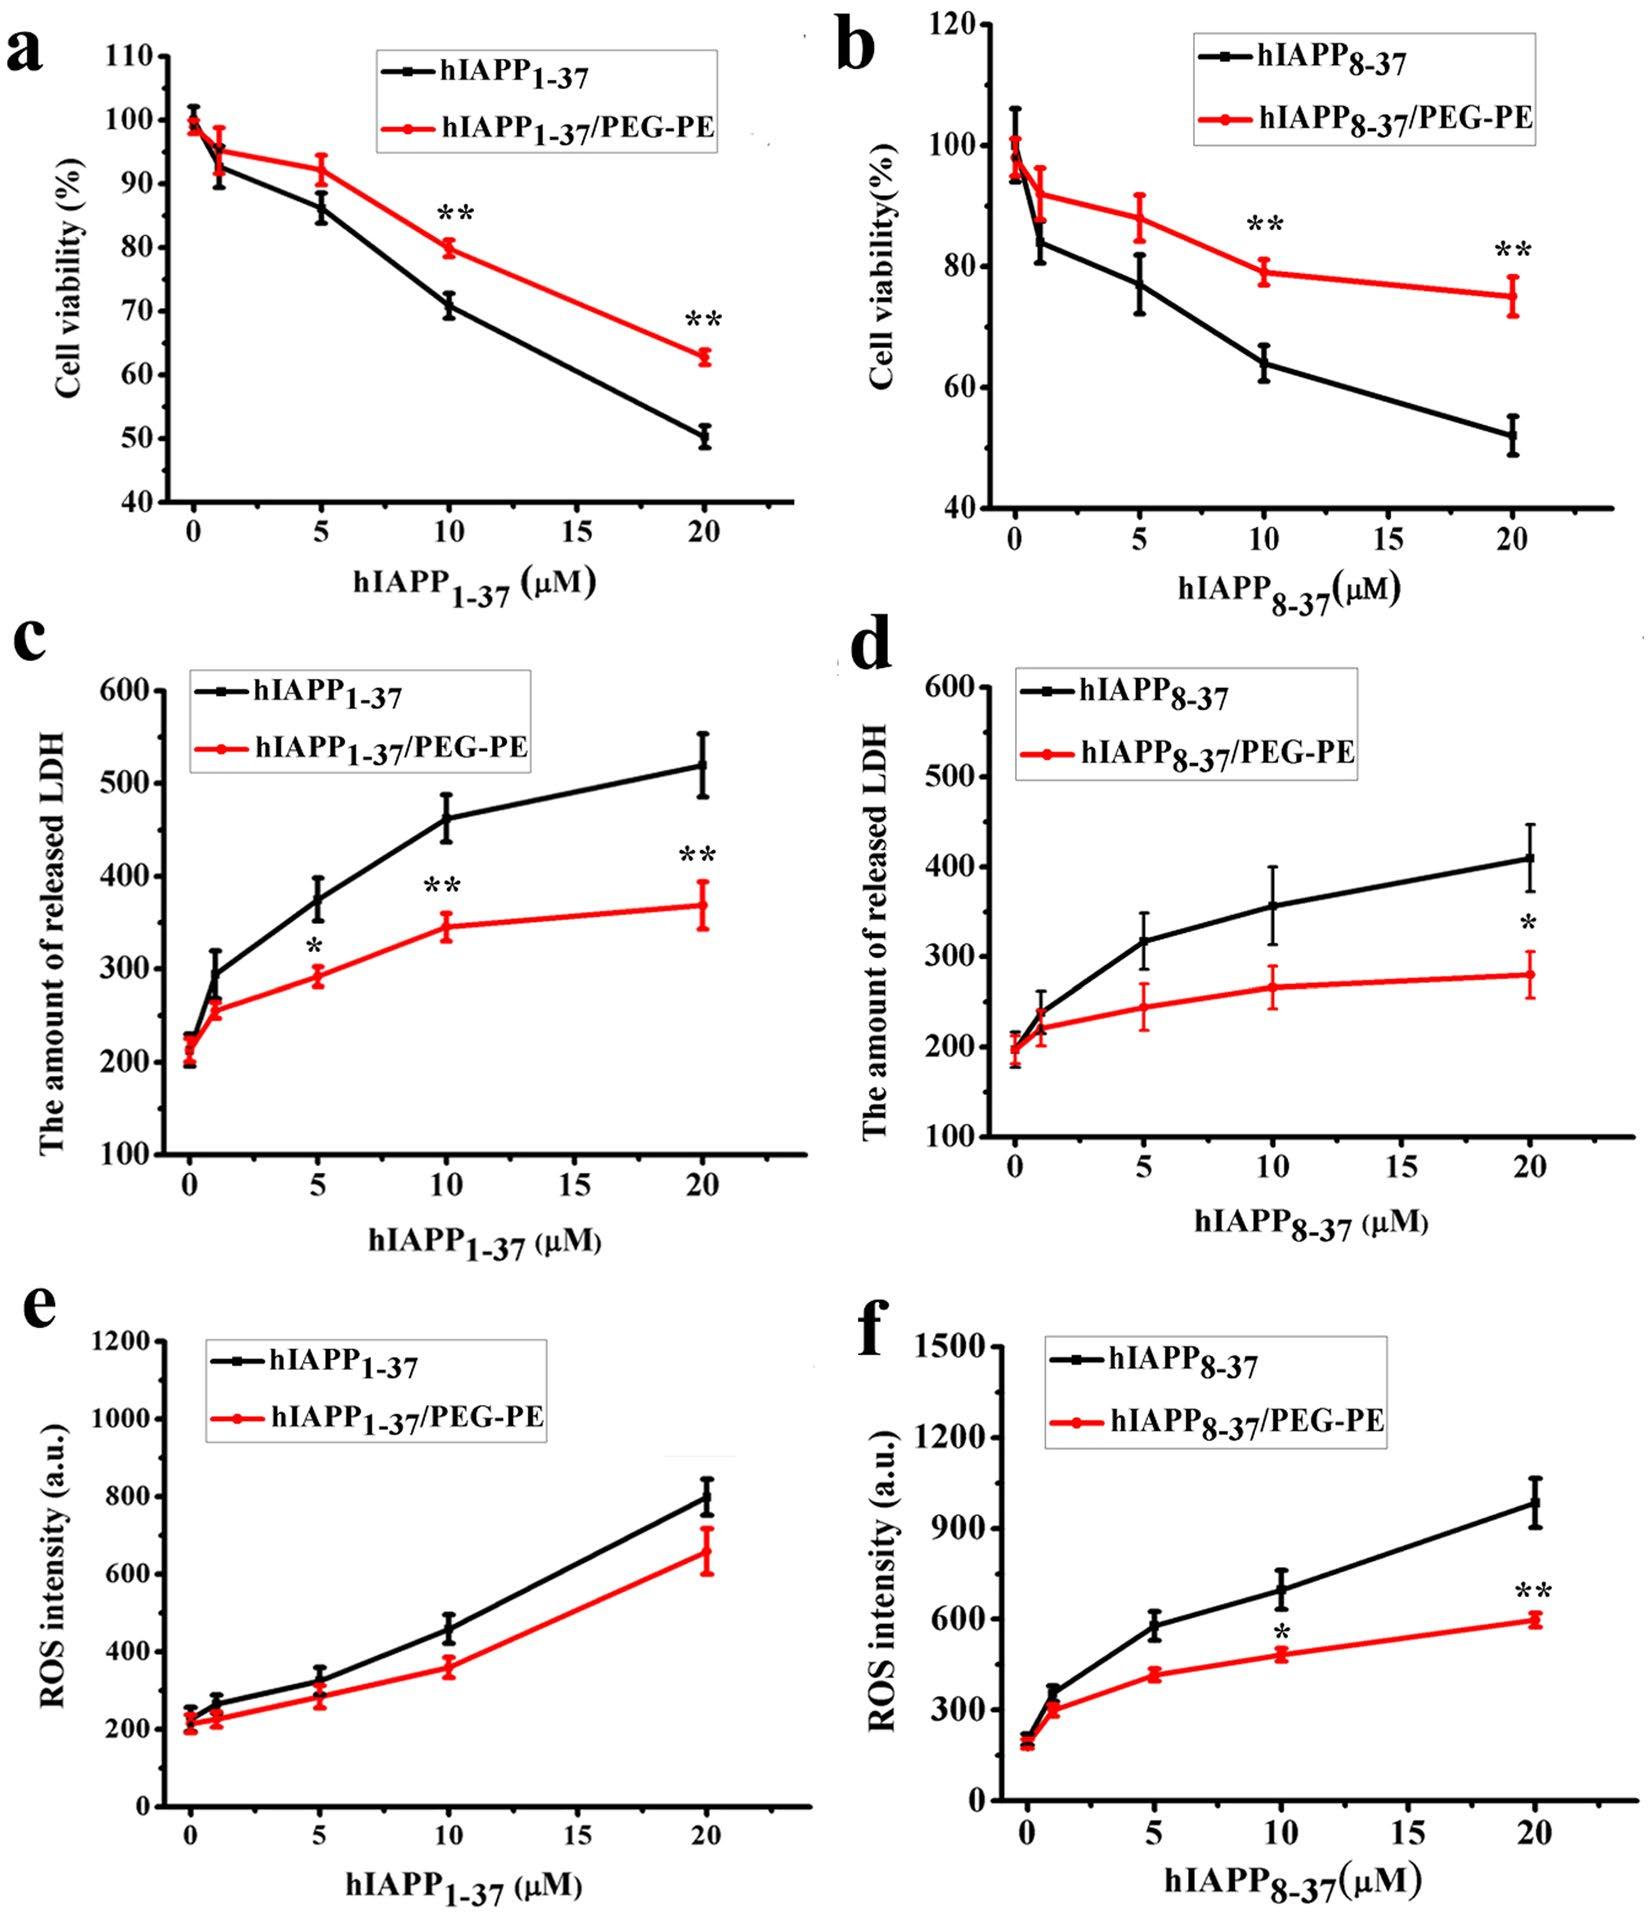 a
110
100
90
80
70
60
50
40
Cell viability (%)
hIAPP1-37
hIAPP1-37/PEG-PE
**
**
0 5 10 15 20
hIAPP1-37 (μM)
b
120
100
80
60
40
Cell viability(%)
hIAPP8-37
hIAPP8-37/PEG-PE
**
**
0 5 10 15 20
hIAPP8-37(μM)
c
600
500
400
300
200
100
The amount of released LDH
hIAPP1-37
hIAPP1-37/PEG-PE
*
**
**
0 5 10 15 20
hIAPP1-37 (μM)
d
600
500
400
300
200
100
The amount of released LDH
hIAPP8-37
hIAPP8-37/PEG-PE
*
0 5 10 15 20
hIAPP8-37 (μM)
e
1200
1000
800
600
400
200
0
ROS intensity (a.u.)
hIAPP1-37
hIAPP1-37/PEG-PE
0 5 10 15 20
hIAPP1-37 (μM)
f
1500
1200
900
600
300
0
ROS intensity (a.u.)
hIAPP8-37
hIAPP8-37/PEG-PE
*
**
0 5 10 15 20
hIAPP8-37(μM)